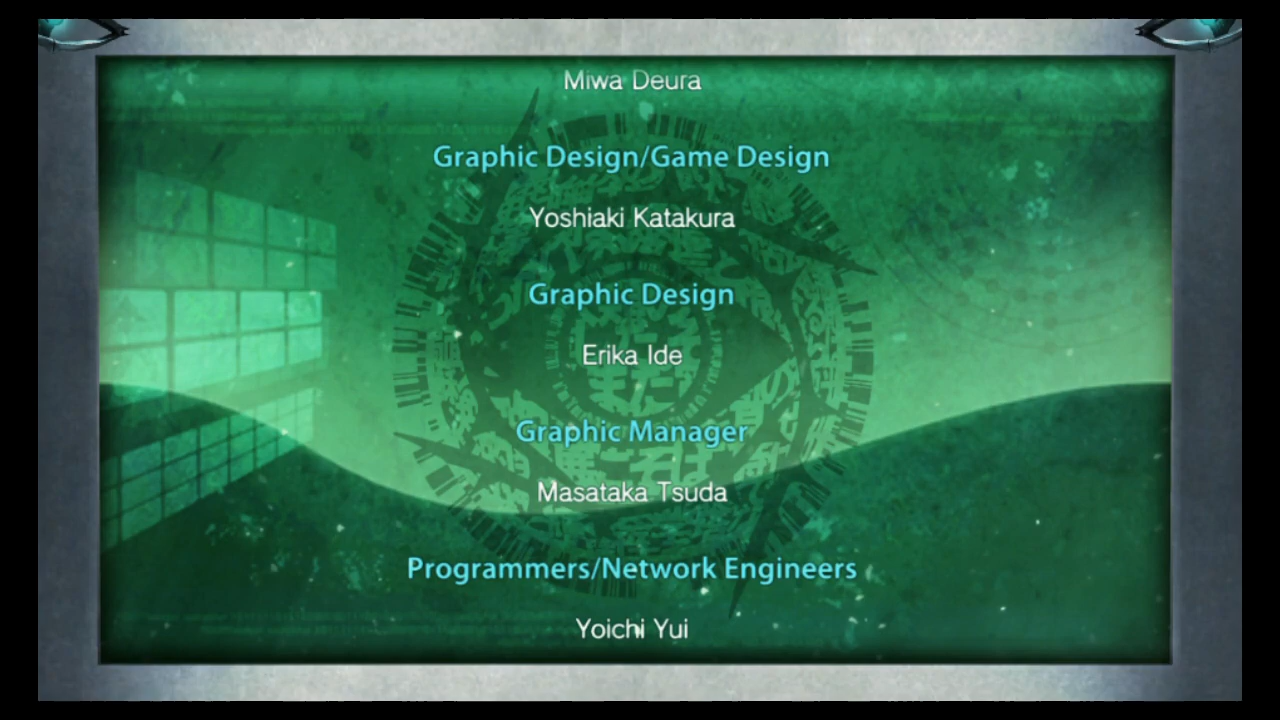 Miwa Deura
Graphic Design/Game Design
Yoshiaki Katakura
Graphic Design
Erika Ide
Graphic Manager
Masataka Tsuda
Programmers/Network Engineers
Yoichi Yui